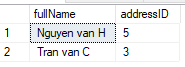 fullName addressID
1 Nguyen van H 5
2 Tran van C 3